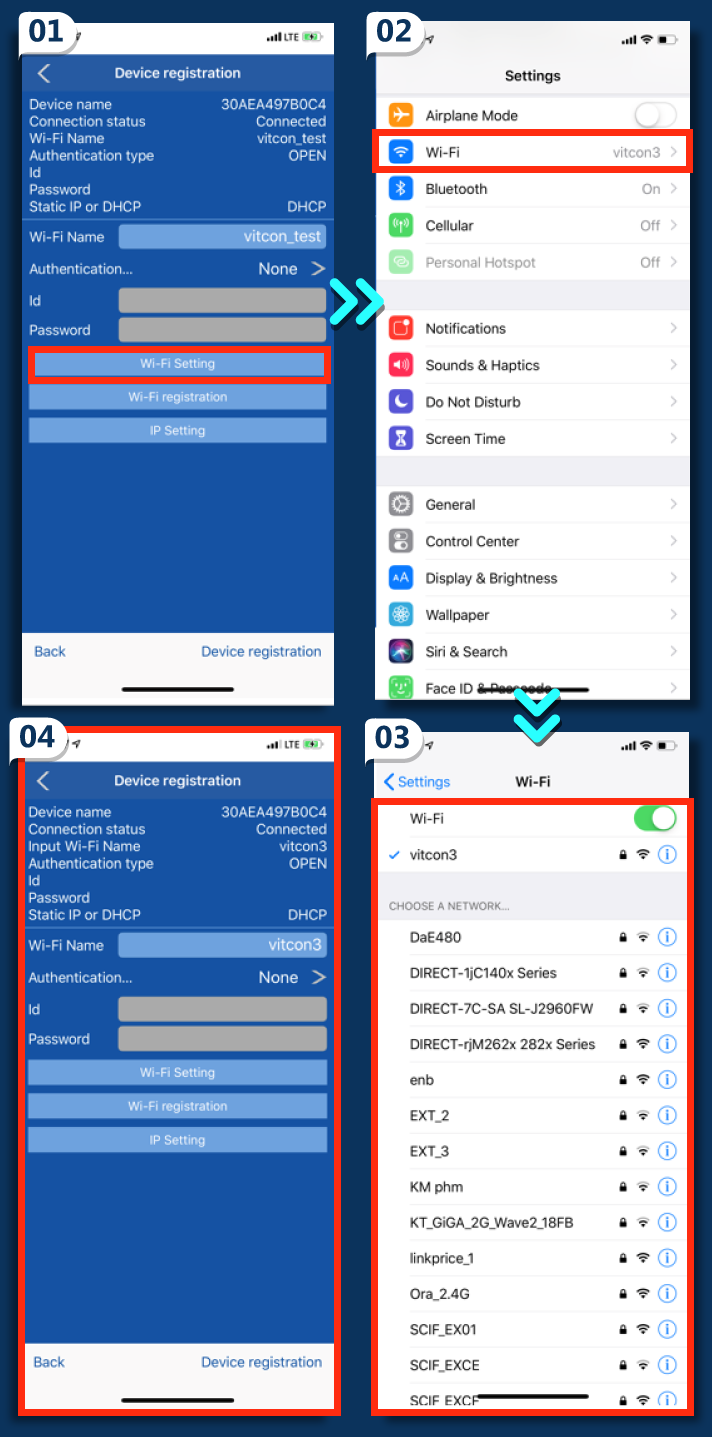 01
LTE
Device registration
Device name 30AEA497B0C4
Connection status Connected
Wi-Fi Name vitcon_test
Authentication type OPEN
Id
Password
Static IP or DHCP DHCP
Wi-Fi Name vitcon_test
Authentication... None
Id
Password
Wi-Fi Setting
Wi-Fi registration
IP Setting
Back Device registration
02
Settings
Airplane Mode
Wi-Fi vitcon3
Bluetooth On
Cellular Off
Personal Hotspot Off
Notifications
Sounds & Haptics
Do Not Disturb
Screen Time
General
Control Center
AA Display & Brightness
Wallpaper
Siri & Search
Face ID & Passcode
03
Settings Wi-Fi
Wi-Fi
vitcon3
CHOOSE A NETWORK...
DaE480
DIRECT-1jC140x Series
DIRECT-7C-SA SL-J2960FW
DIRECT-rjM262x 282x Series
enb
EXT_2
EXT_3
KM phm
KT_GiGA_2G_Wave2_18FB
linkprice_1
Ora_2.4G
SCIF_EX01
SCIF_EXCE
SCIF_EXCF
04
LTE
Device registration
Device name 30AEA497B0C4
Connection status Connected
Input Wi-Fi Name vitcon3
Authentication type OPEN
Id
Password
Static IP or DHCP DHCP
Wi-Fi Name vitcon3
Authentication... None
Id
Password
Wi-Fi Setting
Wi-Fi registration
IP Setting
Back Device registration